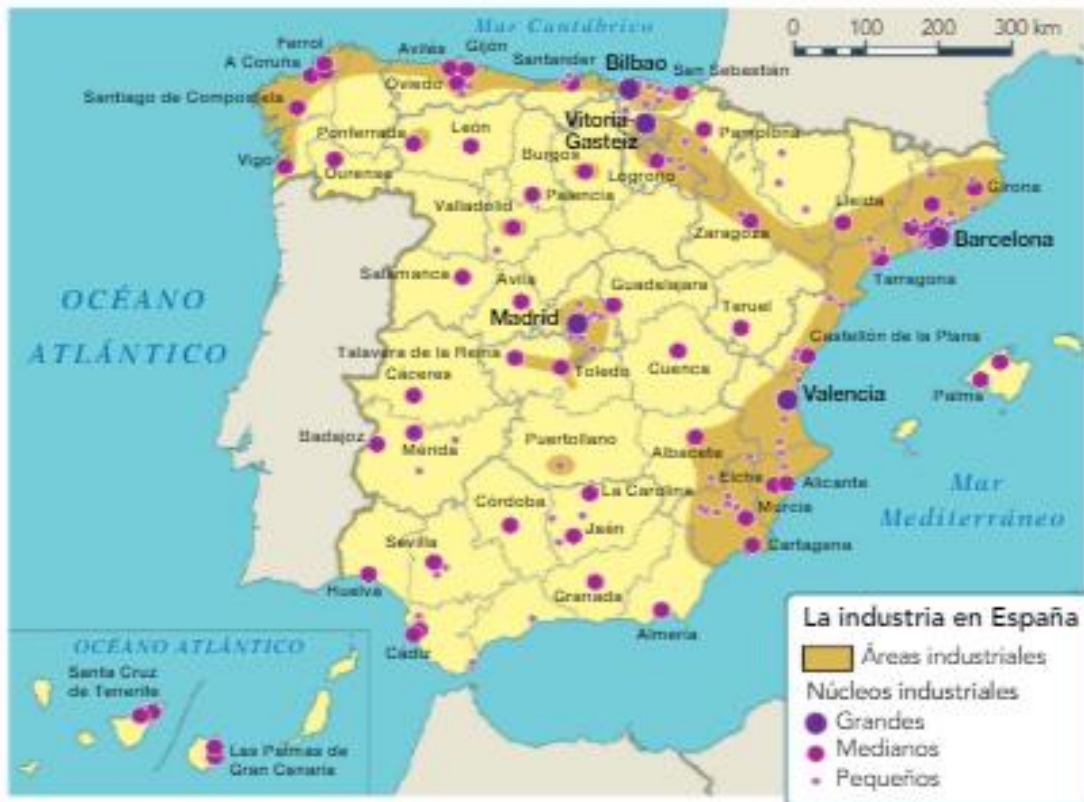 Mar Cantábrico
0 100 200 300 km
Ferrol
A Coruña
Avilés
Gijón
Santander
Bilbao
San Sebastián
Oviedo
Santiago de Compostela
Vitoria
Gasteiz
Pamplona
Ponferrada
León
Burgos
Logroño
Vigo
Ourense
Palencia
Girona
Lleida
Valladolid
Zaragoza
Barcelona
Tarragona
Salamanca
Ávila
Guadalajara
Teruel
OCÉANO
ATLÁNTICO
Madrid
Castellón de la Plana
Talavera de la Reina
Toledo
Cuenca
Cáceres
Valencia
Palma
Badajoz
Mérida
Puertollano
Albacete
Elche
Alicante
Mar
Mediterráneo
Córdoba
La Carolina
Murcia
Jaén
Sevilla
Cartagena
Huelva
Granada
Almería
Cádiz
OCÉANO ATLÁNTICO
Santa Cruz
de Tenerife
Las Palmas de
Gran Canaria
La industria en España
Áreas industriales
Núcleos industriales
Grandes
Medianos
Pequeños